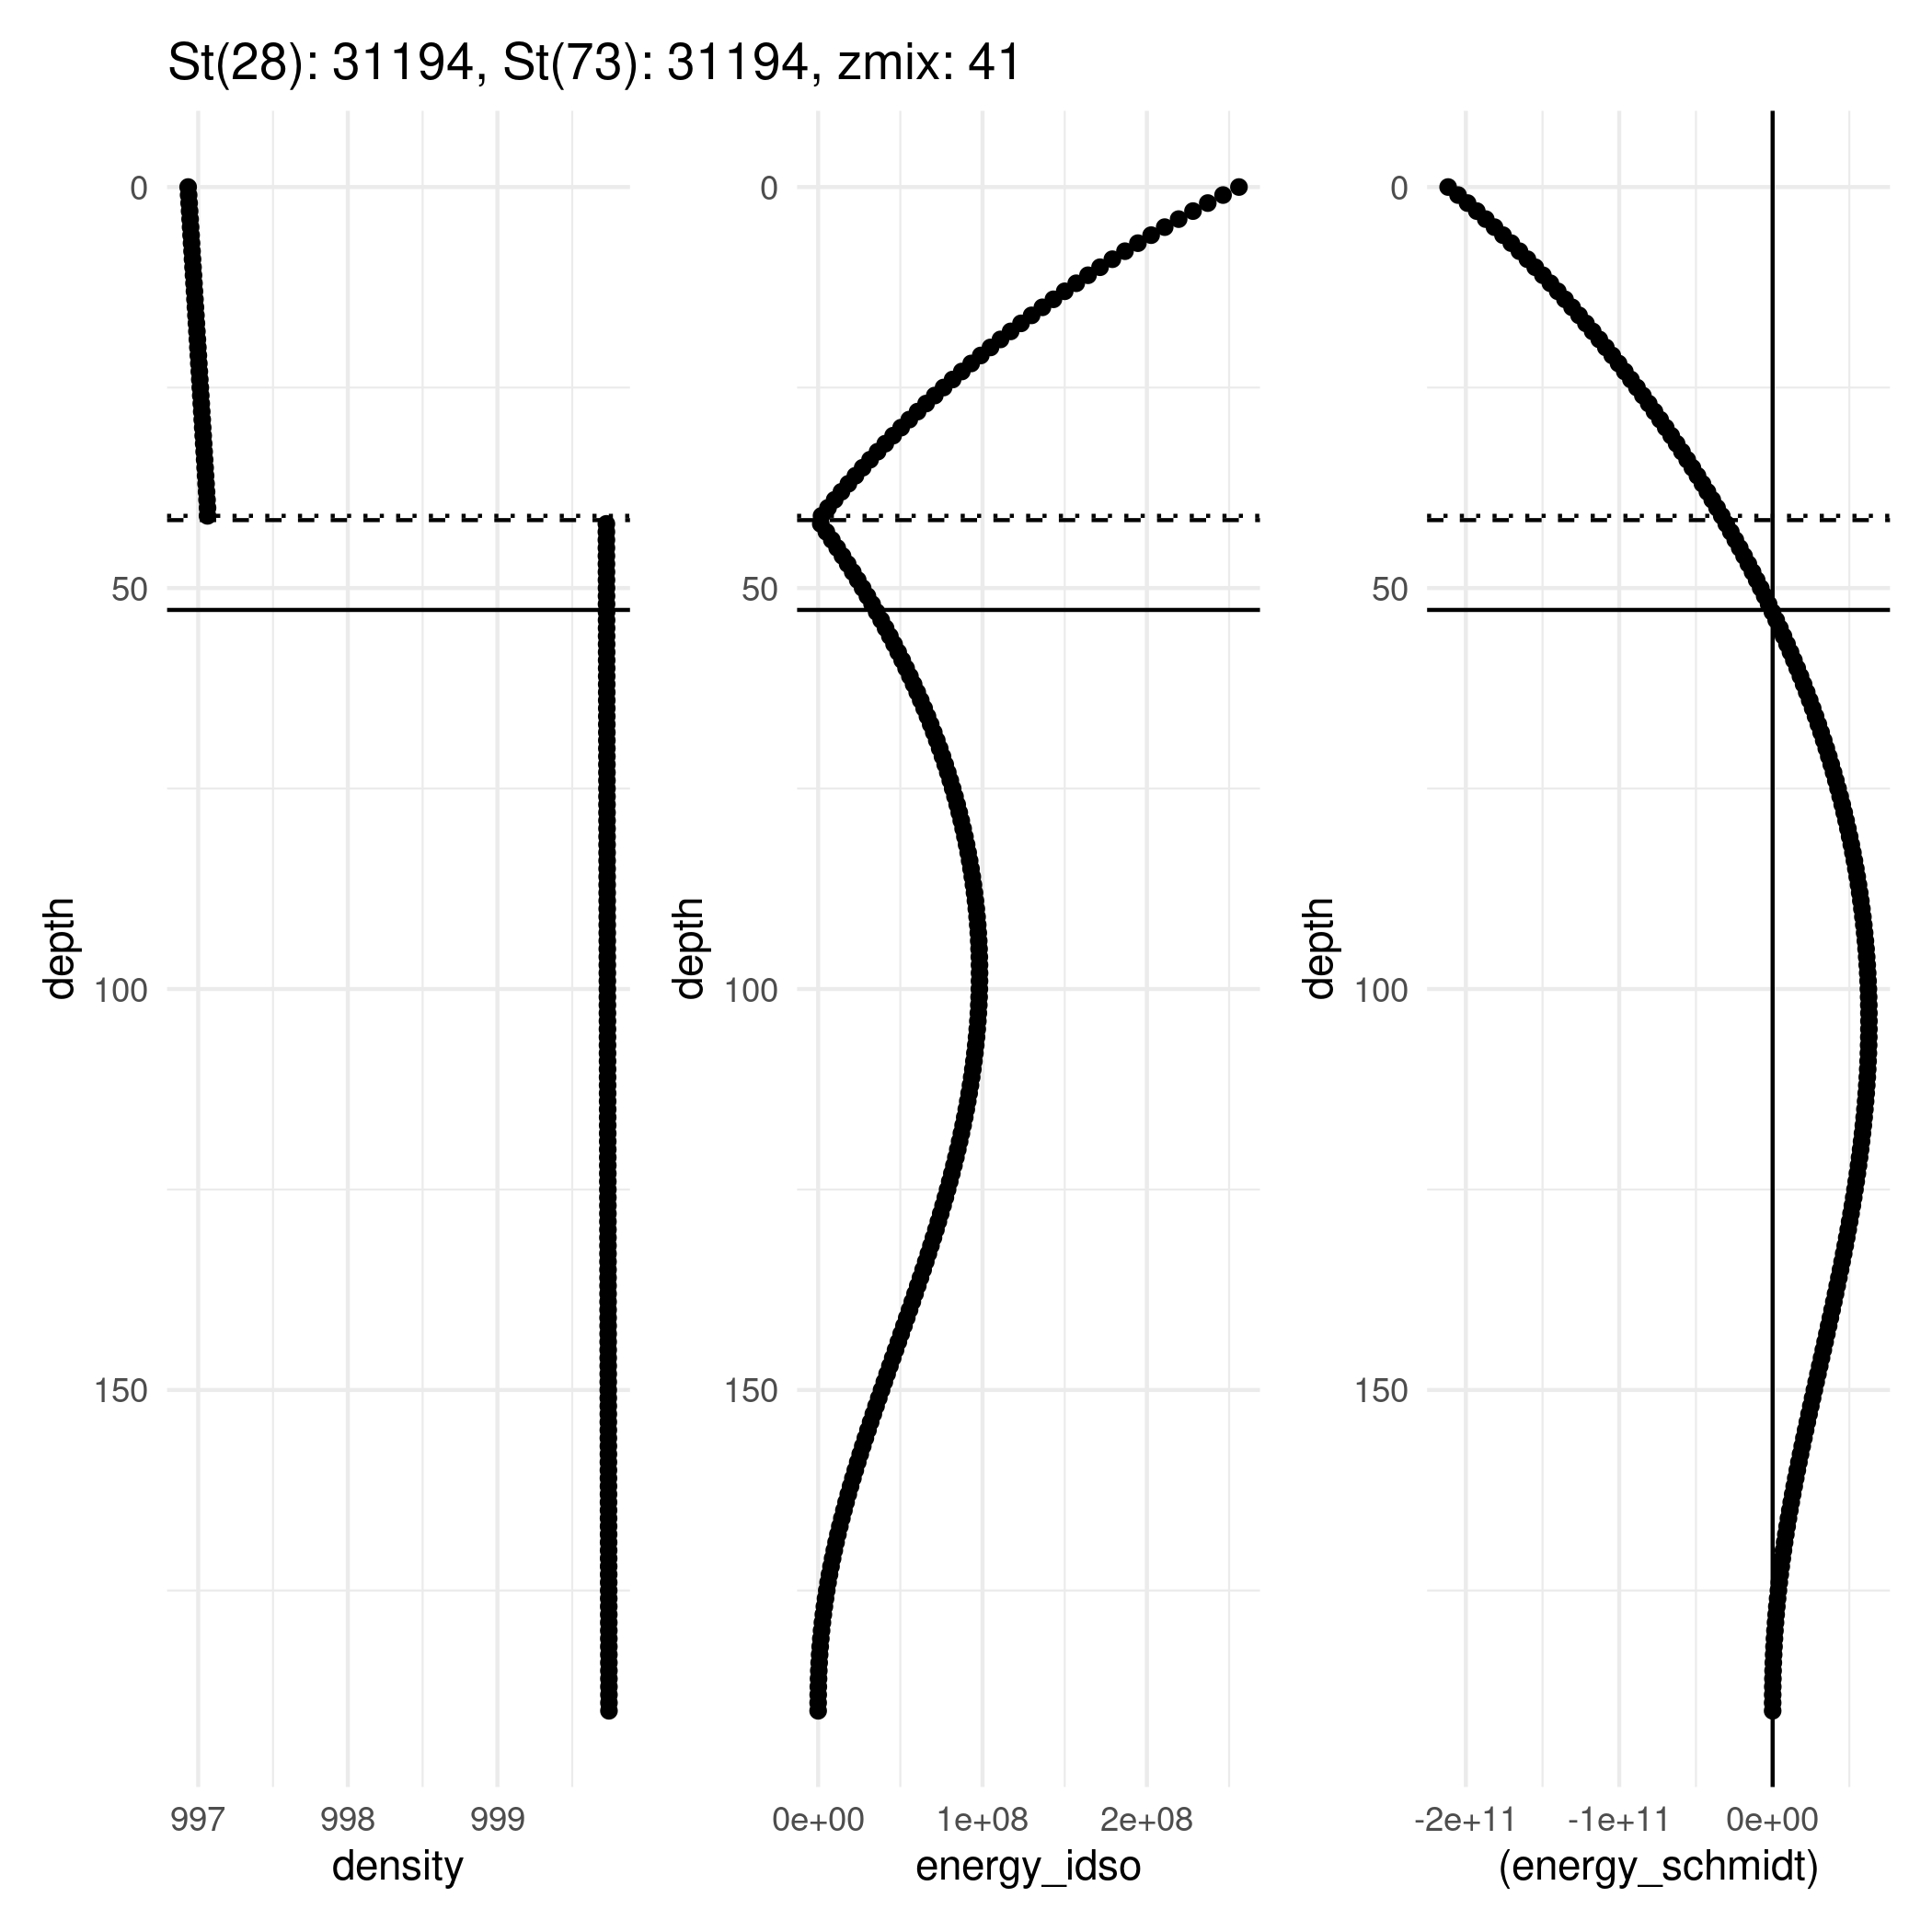 St(28): 31194, St(73): 31194, zmix: 41
0
50
100
150
depth
997
998
999
density
0
50
100
150
depth
0e+00
1e+08
2e+08
energy_idso
0
50
100
150
depth
-2e+11
-1e+11
0e+00
(energy_schmidt)